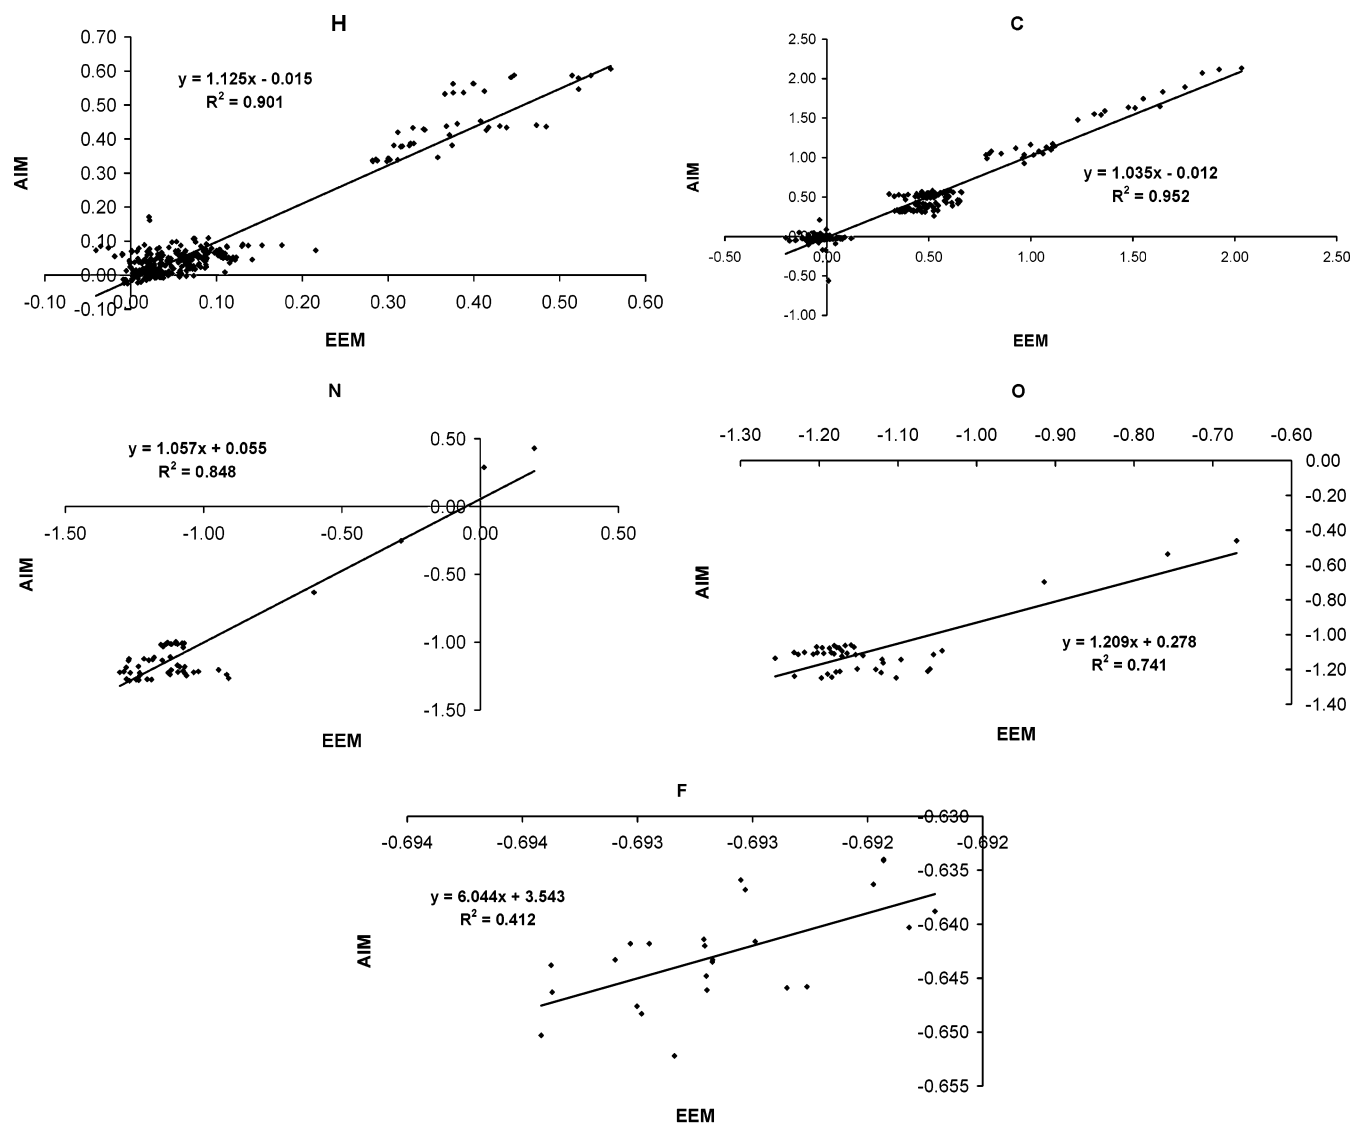 H
0.70
0.60
0.50
0.40
0.30
0.20
0.10
0.00
-0.10
-0.10 0.00 0.10 0.20 0.30 0.40 0.50 0.60
y = 1.125x - 0.015
R² = 0.901
AIM
EEM
C
2.50
2.00
1.50
1.00
0.50
0.00
-0.50
-1.00
-0.50 0.00 0.50 1.00 1.50 2.00 2.50
y = 1.035x - 0.012
R² = 0.952
AIM
EEM
N
y = 1.057x + 0.055
R² = 0.848
0.50
0.00
-0.50
-1.00
-1.50
-1.50 -1.00 -0.50 0.00 0.50
AIM
EEM
O
-1.30 -1.20 -1.10 -1.00 -0.90 -0.80 -0.70 -0.60
0.00
-0.20
-0.40
-0.60
-0.80
-1.00
-1.20
-1.40
y = 1.209x + 0.278
R² = 0.741
AIM
EEM
F
-0.630
-0.694 -0.694 -0.693 -0.693 -0.692 -0.692
-0.635
-0.640
-0.645
-0.650
-0.655
y = 6.044x + 3.543
R² = 0.412
AIM
EEM